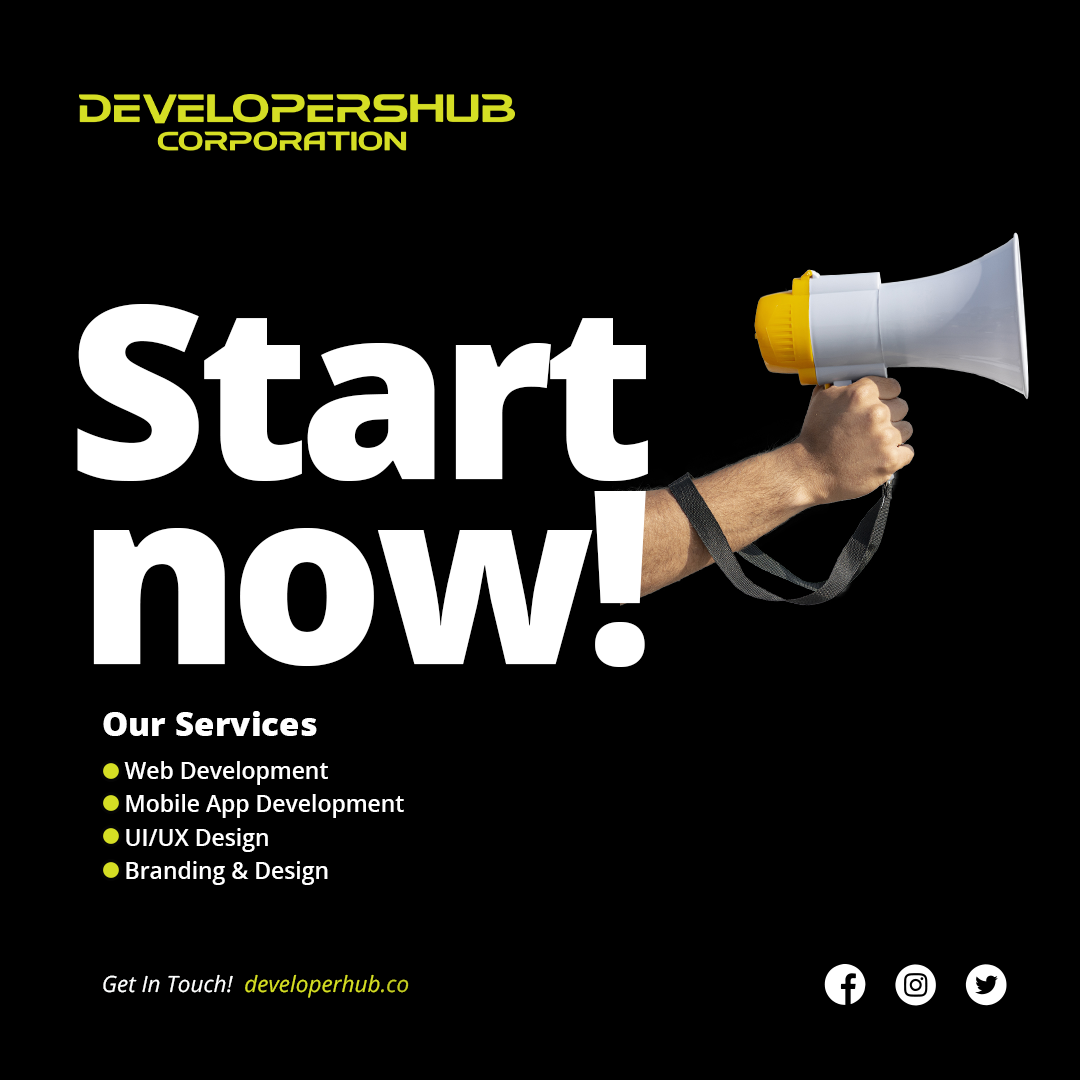 DEVELOPERSHUB
CORPORATION
Start
now!
Our Services
Web Development
Mobile App Development
UI/UX Design
Branding & Design
Get In Touch! developerhub.co